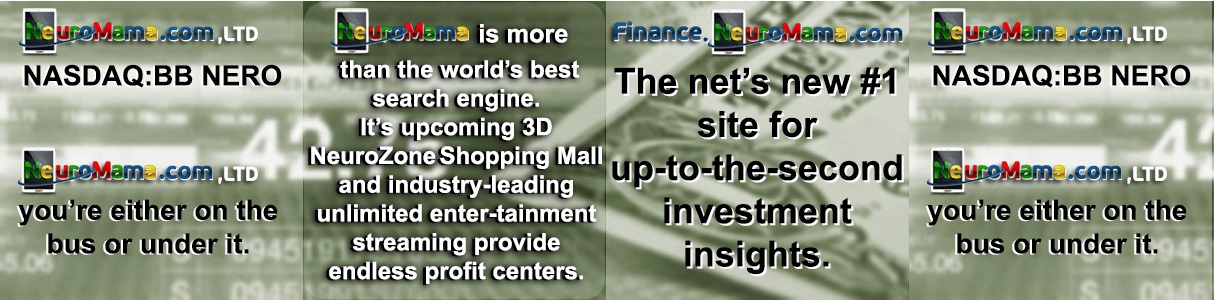 NeuroMama.com,LTD
NASDAQ:BB NERO
NeuroMama.com,LTD
you're either on the
bus or under it.
NeuroMama is more
than the world's best
search engine.
It's upcoming 3D
NeuroZone Shopping Mall
and industry-leading
unlimited enter-tainment
streaming provide
endless profit centers.
Finance.NeuroMama.com
The net's new #1
site for
up-to-the-second
investment
insights.
NeuroMama.com,LTD
NASDAQ:BB NERO
NeuroMama.com,LTD
you're either on the
bus or under it.